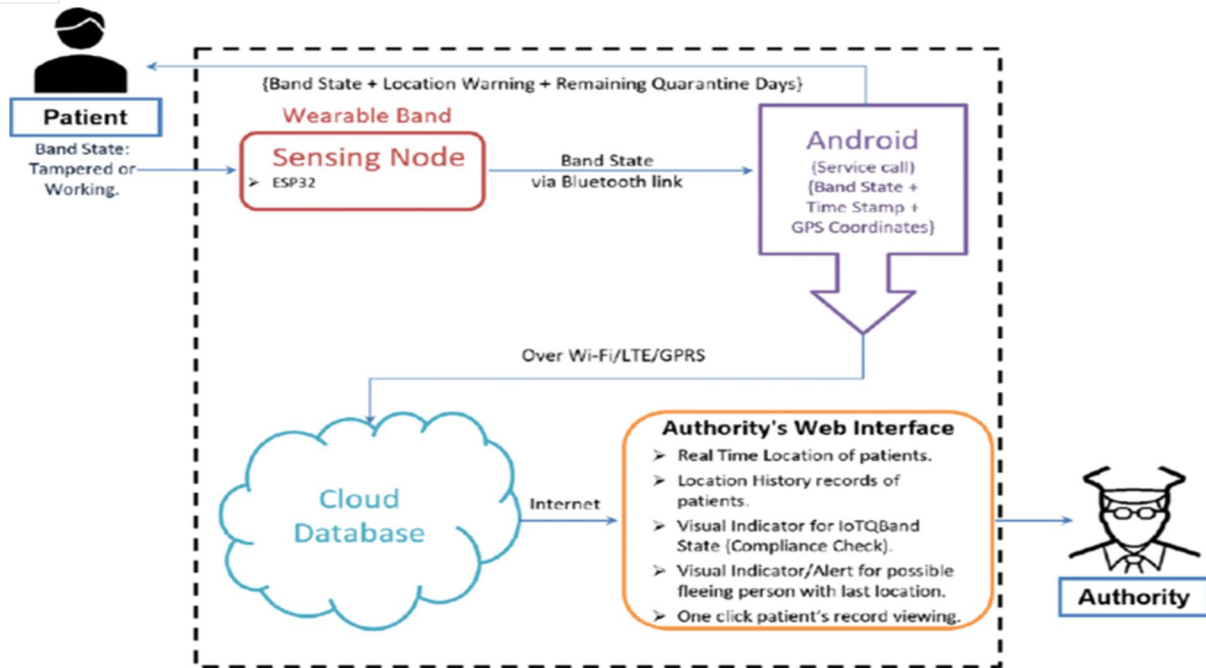 {Band State + Location Warning + Remaining Quarantine Days}
Patient
Band State:
Tampered or
Working.
Wearable Band
Sensing Node
➤ ESP32
Band State
via Bluetooth link
Android
(Service call)
{Band State +
Time Stamp +
GPS Coordinates}
Over Wi-Fi/LTE/GPRS
Cloud
Database
Internet
Authority's Web Interface
➤ Real Time Location of patients.
➤ Location History records of
patients.
➤ Visual Indicator for IoTQBand
State (Compliance Check).
➤ Visual Indicator/Alert for possible
fleeing person with last location.
➤ One click patient's record viewing.
Authority